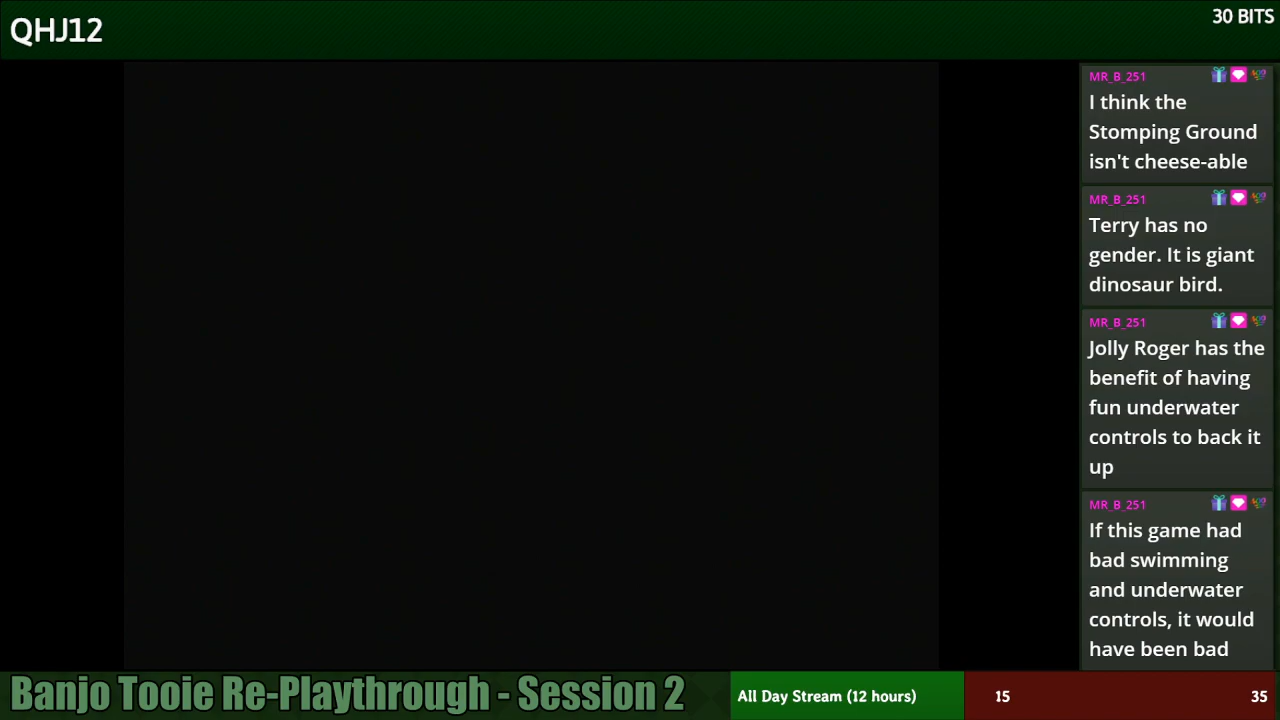 QHJ12
30 BITS
MR_B_251
I think the
Stomping Ground
isn't cheese-able
MR_B_251
Terry has no
gender. It is giant
dinosaur bird.
MR_B_251
Jolly Roger has the
benefit of having
fun underwater
controls to back it
up
MR_B_251
If this game had
bad swimming
and underwater
controls, it would
have been bad
Banjo Tooie Re-Playthrough - Session 2
All Day Stream (12 hours)
15
35